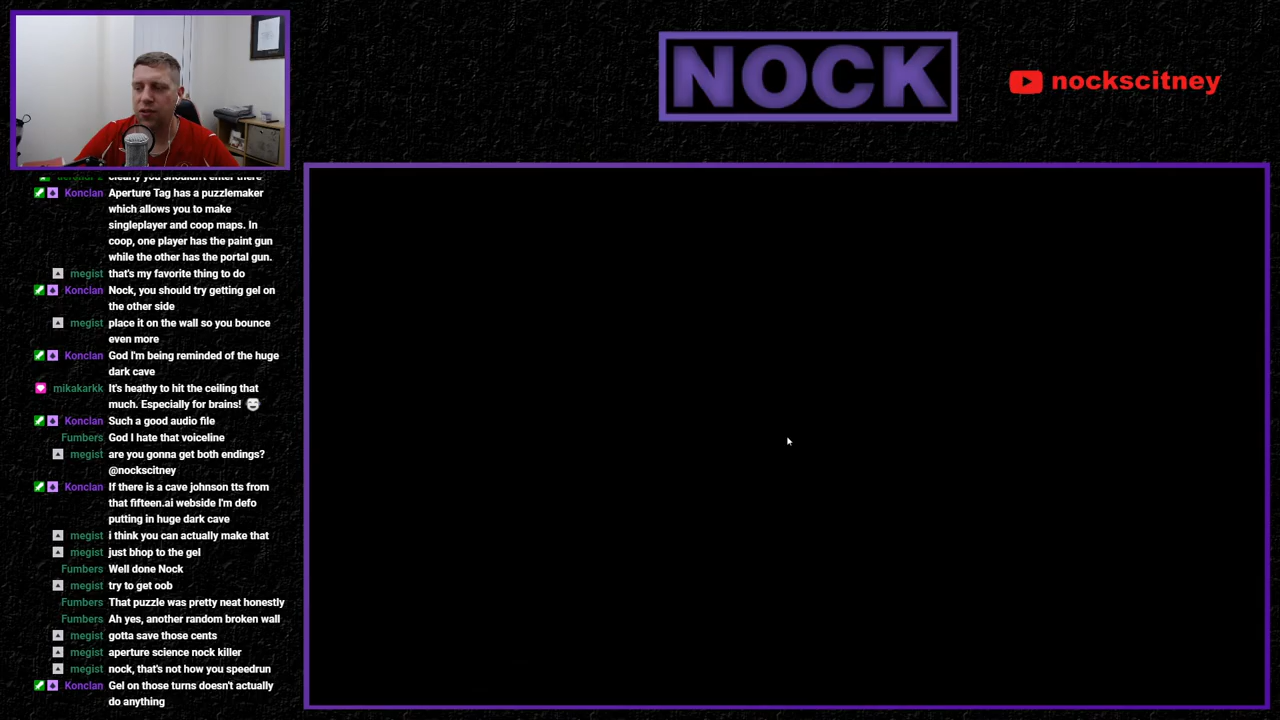 NOCK
nockscitney
clearly you shouldn't enter there
Konclan Aperture Tag has a puzzlemaker
which allows you to make
singleplayer and coop maps. In
coop, one player has the paint gun
while the other has the portal gun.
megist that's my favorite thing to do
Konclan Nock, you should try getting gel on
the other side
megist place it on the wall so you bounce
even more
Konclan God I'm being reminded of the huge
dark cave
mikakarkk It's heathy to hit the ceiling that
much. Especially for brains!
Konclan Such a good audio file
Fumbers God I hate that voiceline
megist are you gonna get both endings?
@nockscitney
Konclan If there is a cave johnson tts from
that fifteen.ai webside I'm defo
putting in huge dark cave
megist i think you can actually make that
megist just bhop to the gel
Fumbers Well done Nock
megist try to get oob
Fumbers That puzzle was pretty neat honestly
Fumbers Ah yes, another random broken wall
megist gotta save those cents
megist aperture science nock killer
megist nock, that's not how you speedrun
Konclan Gel on those turns doesn't actually
do anything